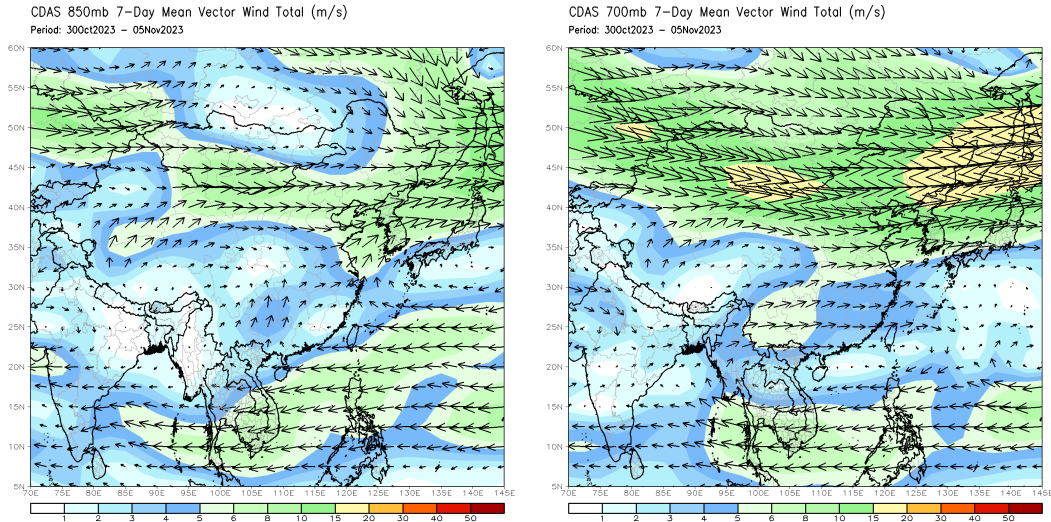 CDAS 850mb 7-Day Mean Vector Wind Total (m/s)
Period: 30Oct2023 - 05Nov2023
60N
55N
50N
45N
40N
35N
30N
25N
20N
15N
10N
5N
70E 75E 80E 85E 90E 95E 100E 105E 110E 115E 120E 125E 130E 135E 140E 145E
1 2 3 4 5 6 8 10 15 20 30 40 50
CDAS 700mb 7-Day Mean Vector Wind Total (m/s)
Period: 30Oct2023 - 05Nov2023
60N
55N
50N
45N
40N
35N
30N
25N
20N
15N
10N
5N
70E 75E 80E 85E 90E 95E 100E 105E 110E 115E 120E 125E 130E 135E 140E 145E
1 2 3 4 5 6 8 10 15 20 30 40 50